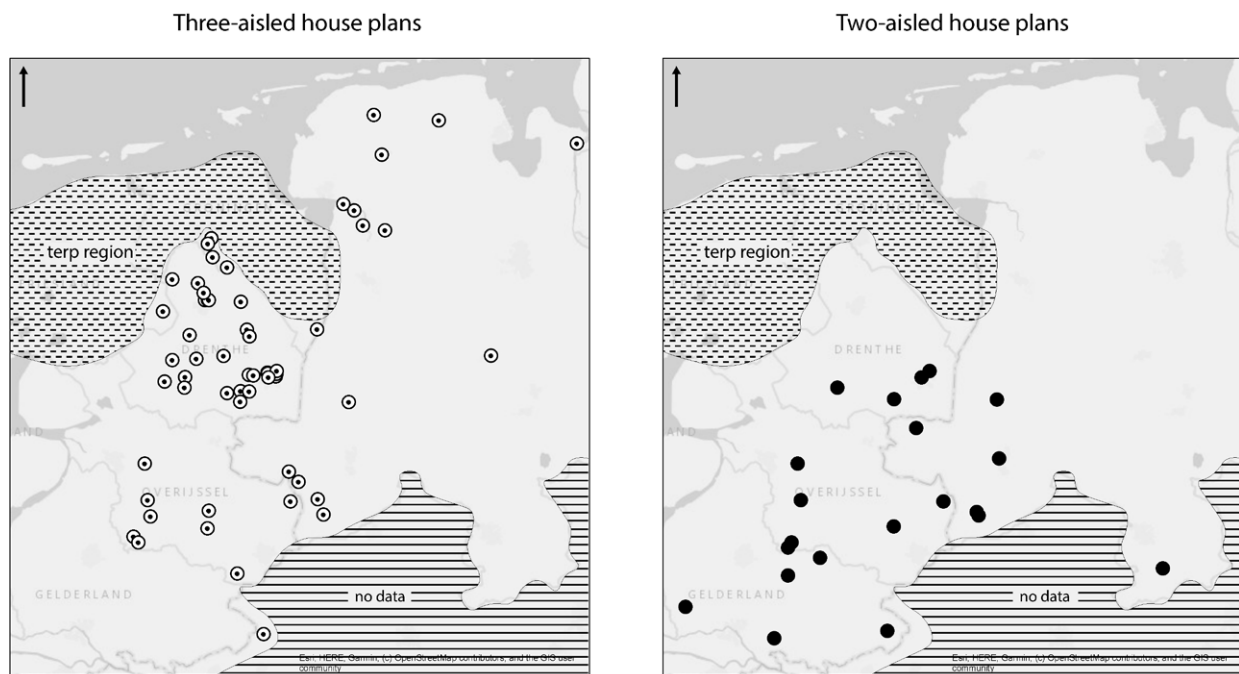 Three-aisled house plans
Two-aisled house plans
terp region
DRENTHE
OVERIJSSEL
GELDERLAND
no data
Esri, HERE, Garmin, (c) OpenStreetMap contributors, and the GIS user
community
terp region
DRENTHE
OVERIJSSEL
GELDERLAND
no data
Esri, HERE, Garmin, (c) OpenStreetMap contributors, and the GIS user
community